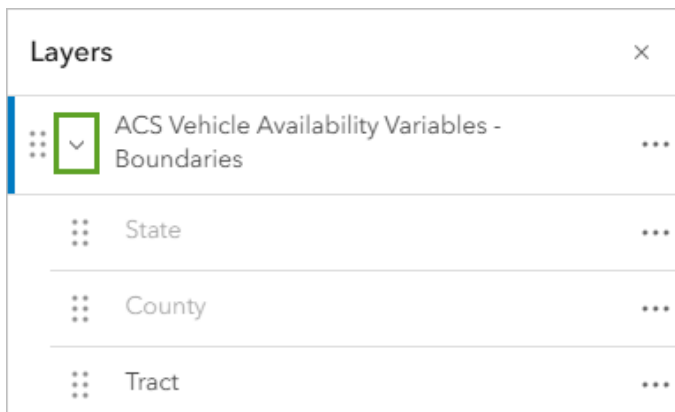 Layers
ACS Vehicle Availability Variables -
Boundaries
State
County
Tract